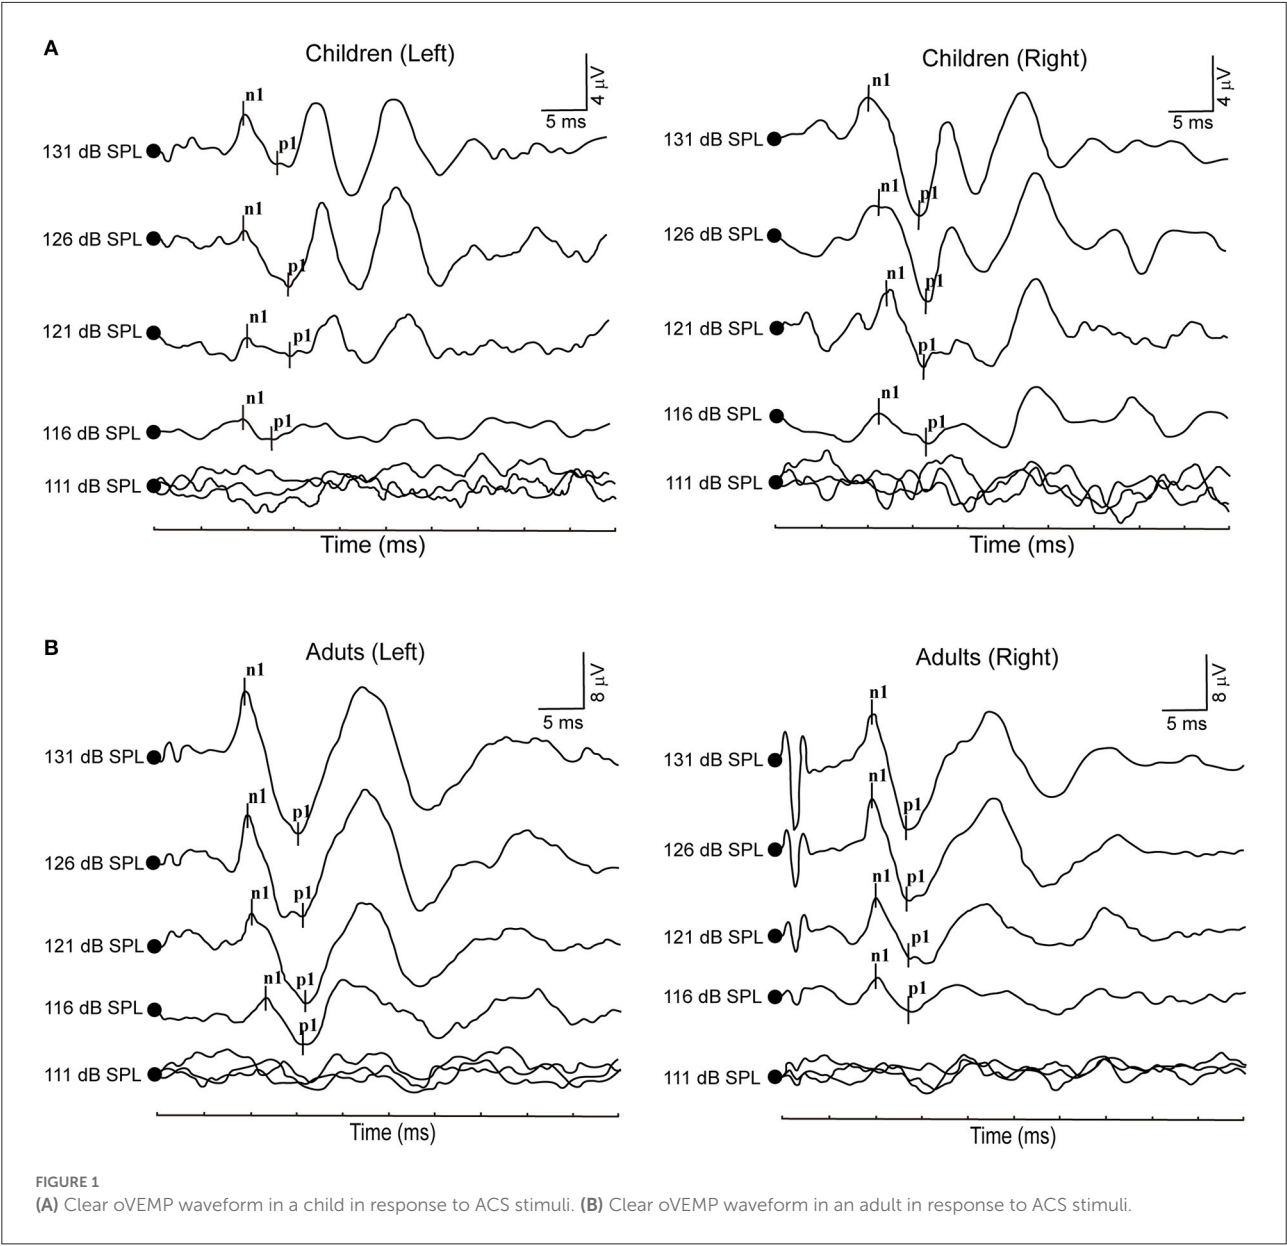 A
Children (Left)
4 μV
5 ms
n1
p1
131 dB SPL
n1
p1
126 dB SPL
n1
p1
121 dB SPL
n1
p1
116 dB SPL
111 dB SPL
Time (ms)
Children (Right)
4 μV
5 ms
n1
p1
131 dB SPL
n1
p1
126 dB SPL
n1
p1
121 dB SPL
n1
p1
116 dB SPL
111 dB SPL
Time (ms)
B
Aduts (Left)
8 μV
5 ms
n1
p1
131 dB SPL
n1
p1
126 dB SPL
n1
p1
121 dB SPL
n1
p1
116 dB SPL
111 dB SPL
Time (ms)
Adults (Right)
8 μV
5 ms
n1
p1
131 dB SPL
n1
p1
126 dB SPL
n1
p1
121 dB SPL
n1
p1
116 dB SPL
111 dB SPL
Time (ms)
FIGURE 1
(A) Clear oVEMP waveform in a child in response to ACS stimuli. (B) Clear oVEMP waveform in an adult in response to ACS stimuli.